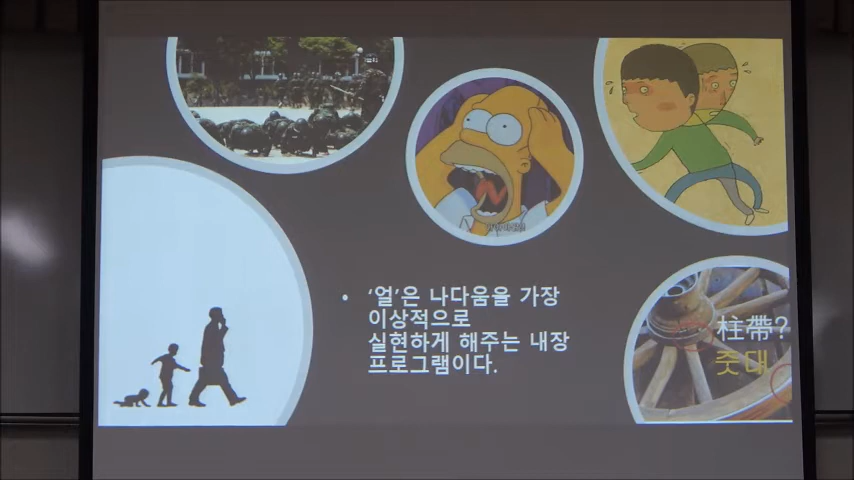 • ‘얼’은 나다움을 가장
이상적으로
실현하게 해주는 내장
프로그램이다.
柱帶?
줏대